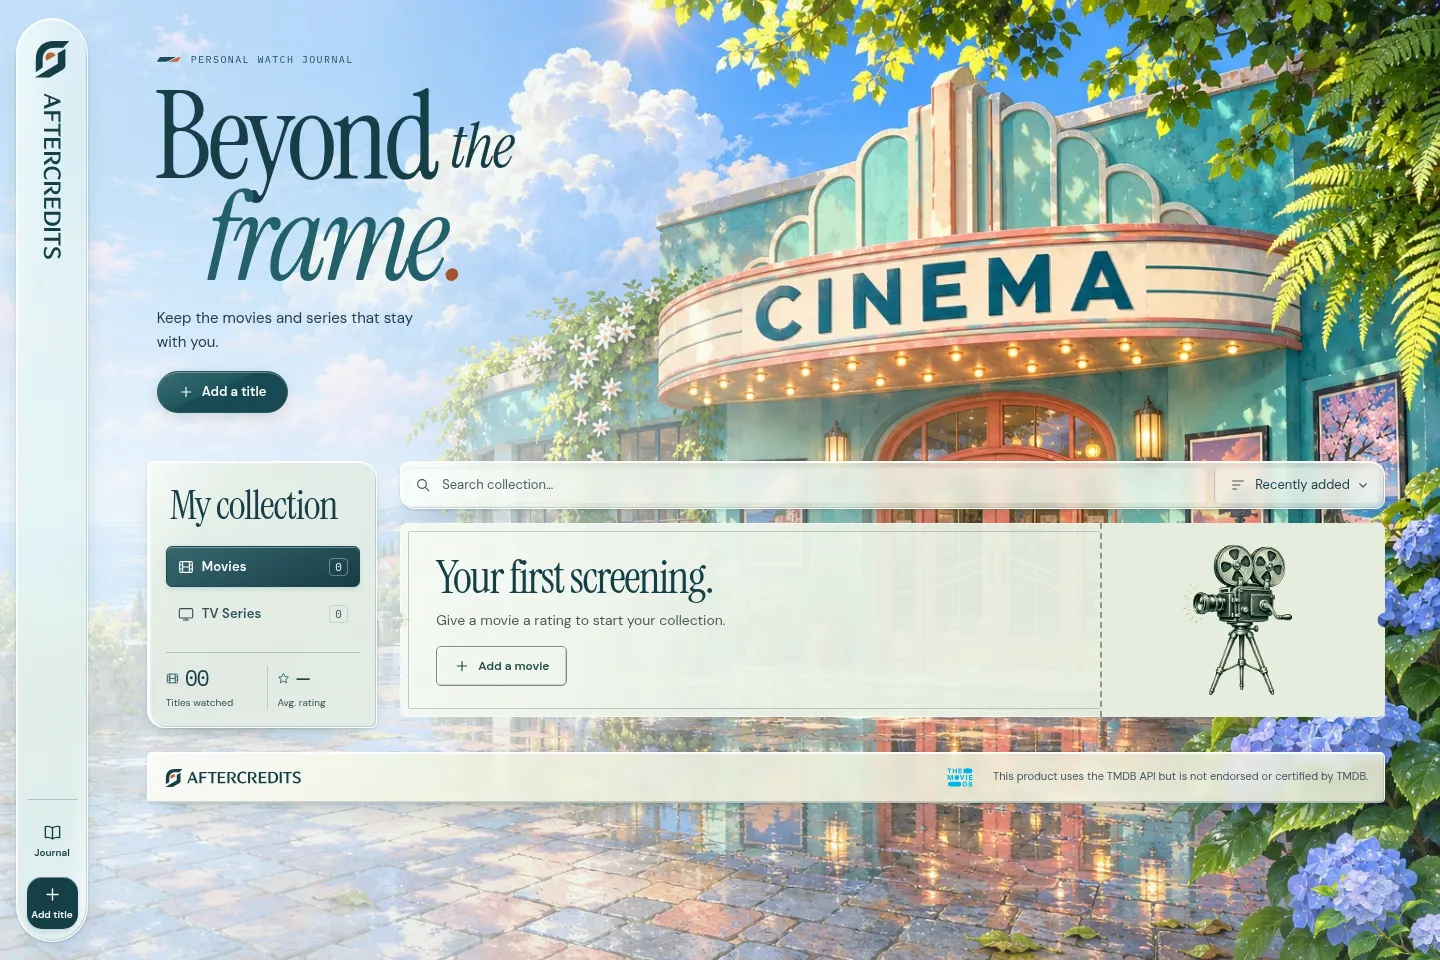 AFTERCREDITS
PERSONAL WATCH JOURNAL
Beyond the
frame.
Keep the movies and series that stay
with you.
Add a title
CINEMA
My collection
Movies 0
TV Series 0
00
Titles watched
—
Avg. rating
Search collection...
Recently added
Your first screening.
Give a movie a rating to start your collection.
Add a movie
AFTERCREDITS
THE MOVIE DB
This product uses the TMDB API but is not endorsed or certified by TMDB.
Journal
Add title